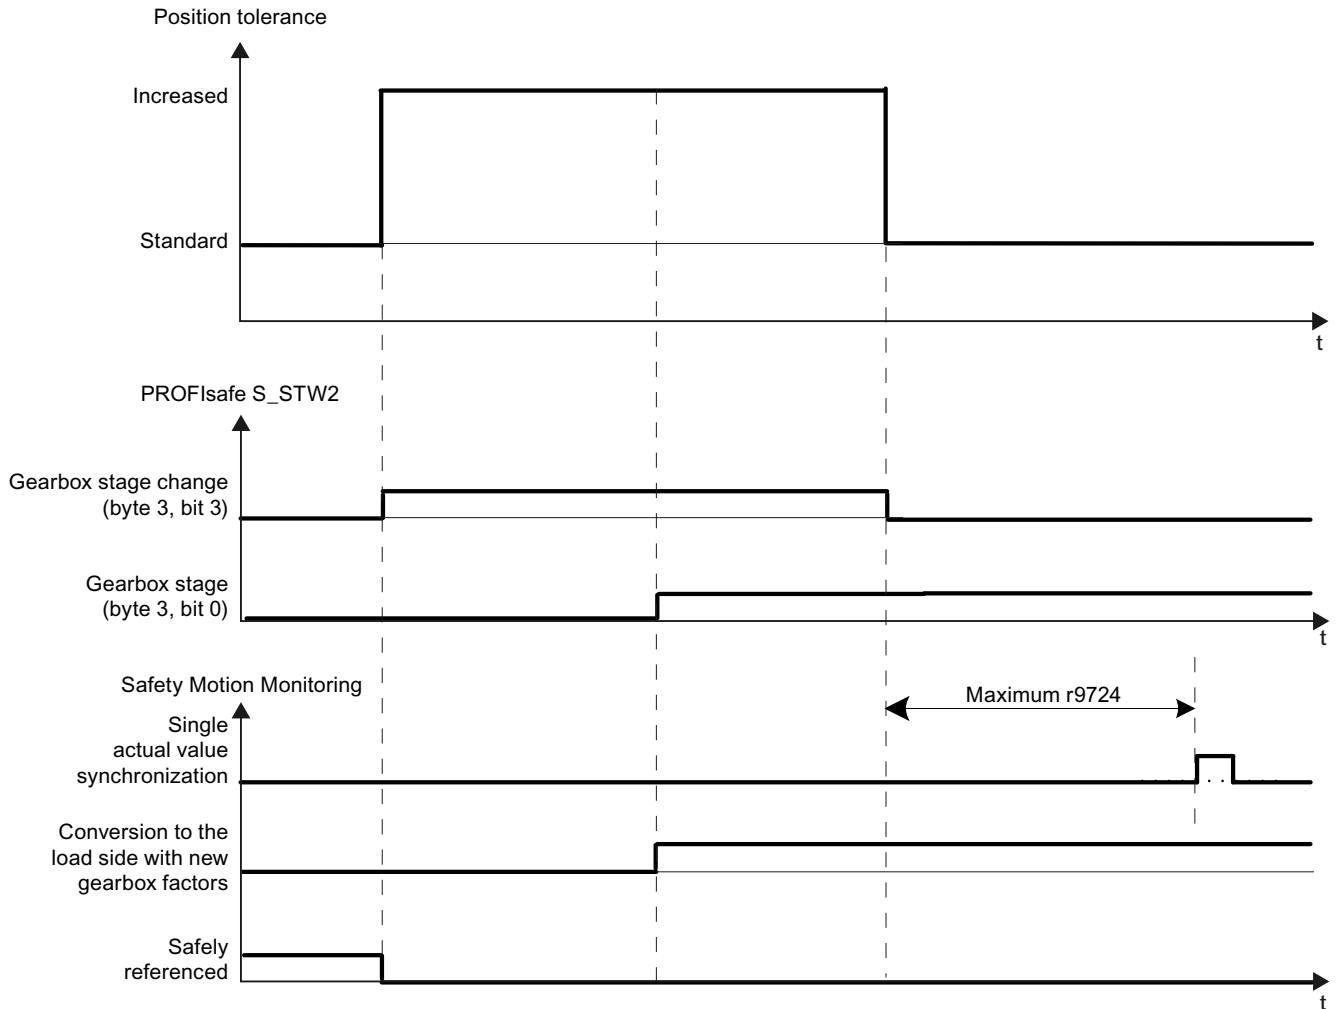 Position tolerance
Increased
Standard
t
PROFIsafe S_STW2
Gearbox stage change
(byte 3, bit 3)
Gearbox stage
(byte 3, bit 0)
t
Safety Motion Monitoring
Single
actual value
synchronization
Maximum r9724
Conversion to the
load side with new
gearbox factors
Safely
referenced
t